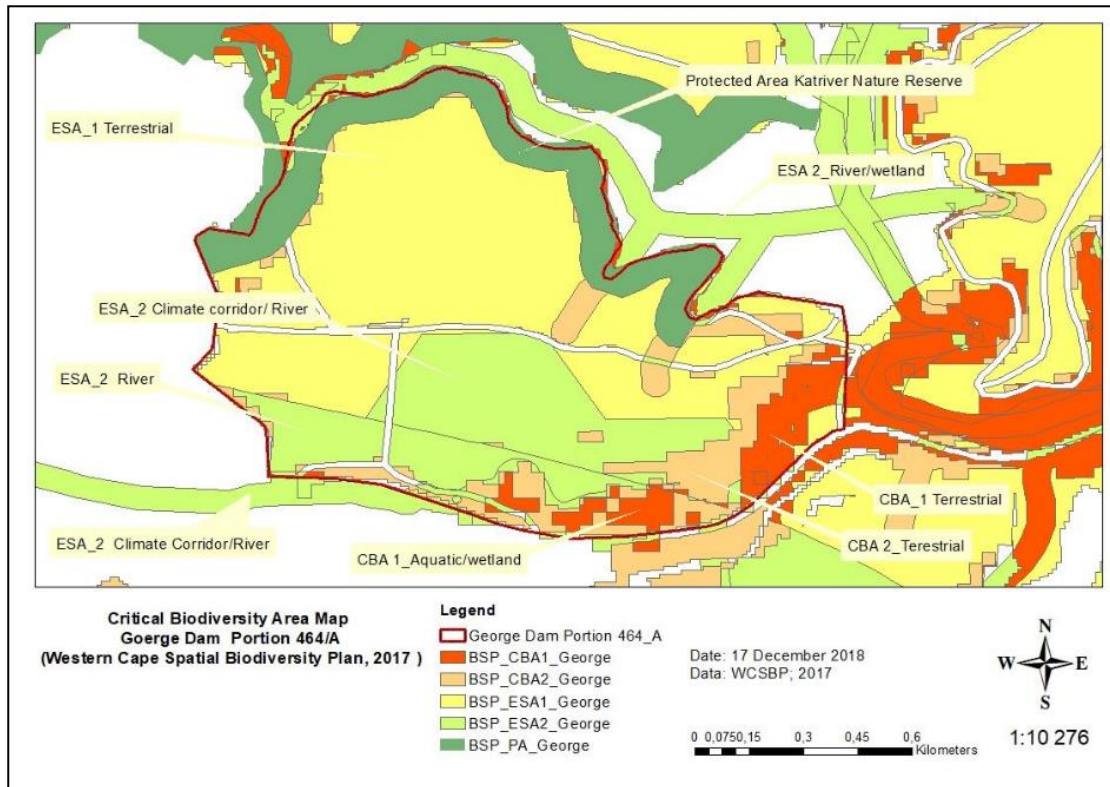 Protected Area Katriver Nature Reserve
ESA_1 Terrestrial
ESA 2_River/wetland
ESA_2 Climate corridor/ River
ESA_2 River
CBA_1 Terrestrial
ESA_2 Climate Corridor/River
CBA 1_Aquatic/wetland
CBA 2_Terestrial
Critical Biodiversity Area Map
Goerge Dam Portion 464/A
(Western Cape Spatial Biodiversity Plan, 2017 )
Legend
George Dam Portion 464_A
BSP_CBA1_George
BSP_CBA2_George
BSP_ESA1_George
BSP_ESA2_George
BSP_PA_George
Date: 17 December 2018
Data: WCSBP; 2017
0 0,0750,15 0,3 0,45 0,6
Kilometers
N
W E
S
1:10 276